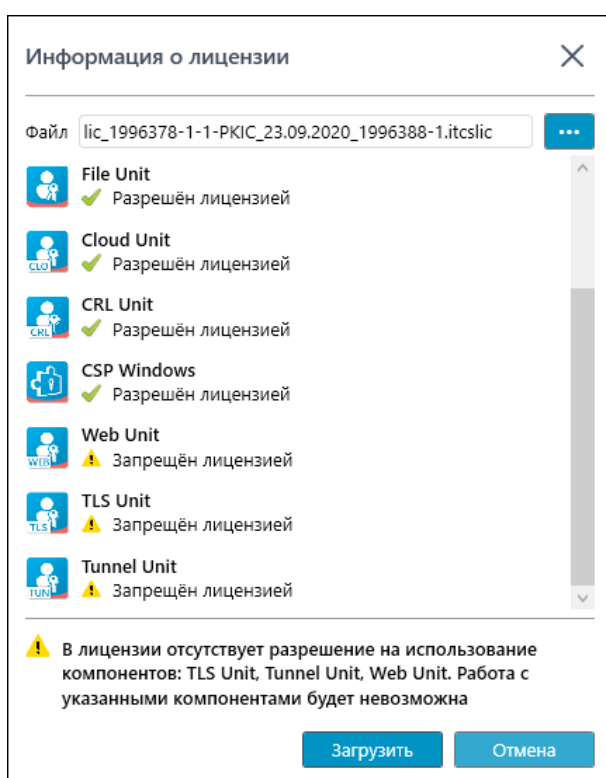 Информация о лицензии
Файл lic_1996378-1-1-PKIC_23.09.2020_1996388-1.itcslic ...
File Unit
Разрешён лицензией
CLO
Cloud Unit
Разрешён лицензией
CRL
CRL Unit
Разрешён лицензией
CSP Windows
Разрешён лицензией
WEB
Web Unit
Запрещён лицензией
TLS
TLS Unit
Запрещён лицензией
TUN
Tunnel Unit
Запрещён лицензией
В лицензии отсутствует разрешение на использование
компонентов: TLS Unit, Tunnel Unit, Web Unit. Работа с
указанными компонентами будет невозможна
Загрузить Отмена